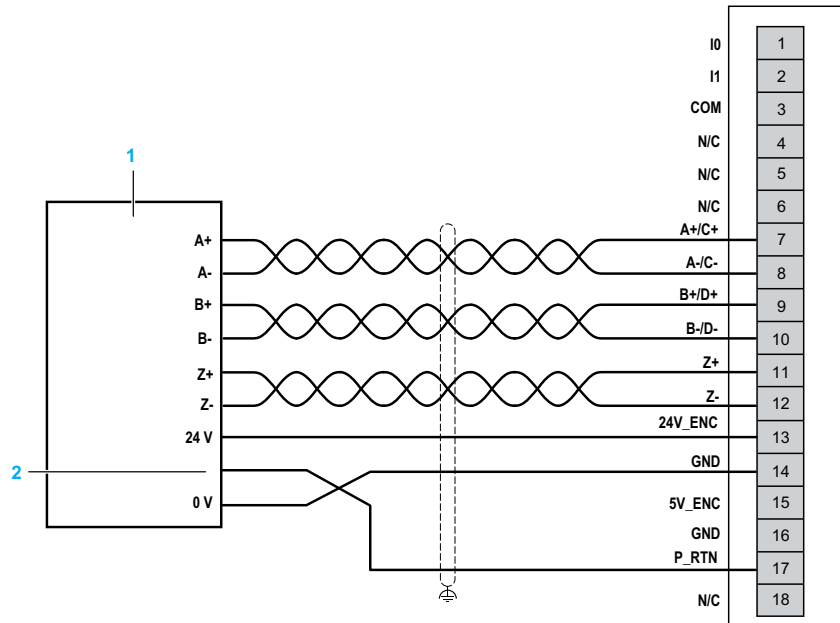 I0 1
I1 2
COM 3
N/C 4
N/C 5
1
N/C 6
A+/C+
A+ 7
A-/C-
A- 8
B+/D+
B+ 9
B-/D-
B- 10
Z+
Z+ 11
Z-
Z- 12
24V_ENC
24 V 13
GND
2 14
0 V 5V_ENC 15
GND 16
P_RTN
17
N/C 18